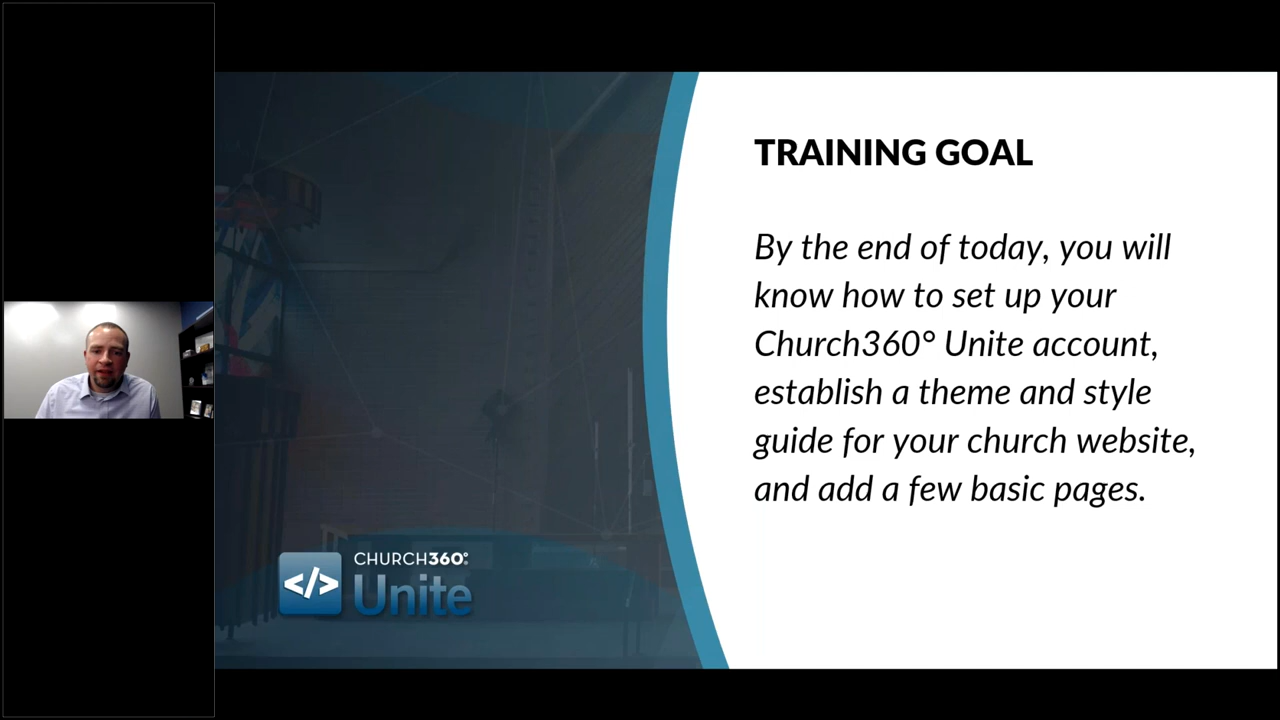 TRAINING GOAL
By the end of today, you will
know how to set up your
Church360° Unite account,
establish a theme and style
guide for your church website,
and add a few basic pages.
</>
CHURCH360°
Unite